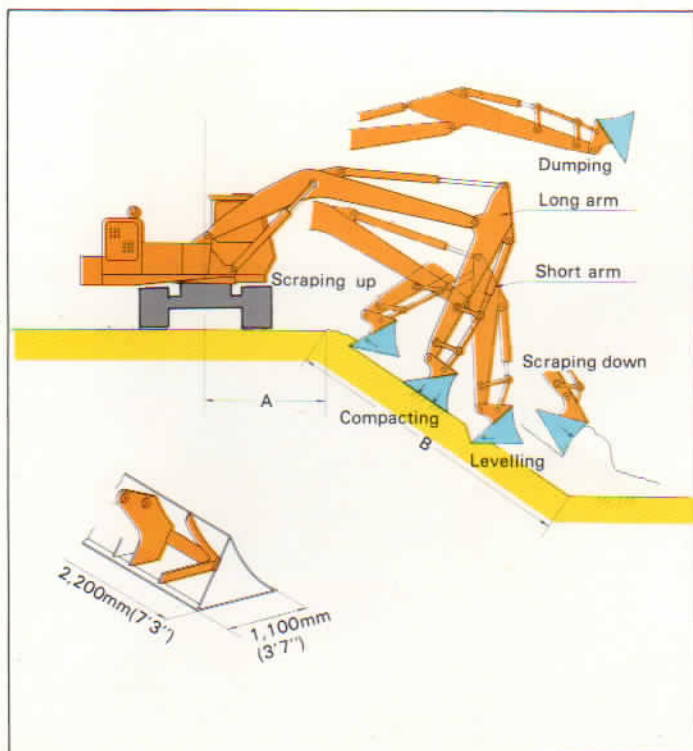 Dumping
Long arm
Short arm
Scraping up
Scraping down
A
Compacting
B
Levelling
2,200mm(7'3'')
1,100mm
(3'7'')